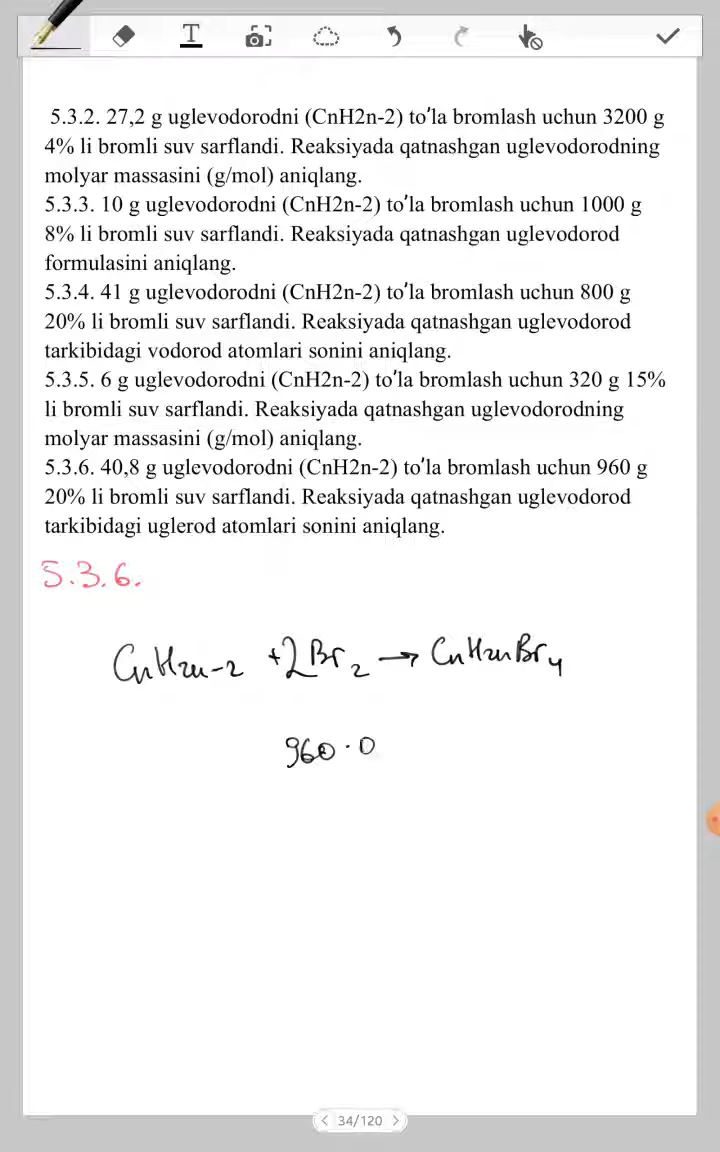 T
5.3.2. 27,2 g uglevodorodni (CnH2n-2) to’la bromlash uchun 3200 g
4% li bromli suv sarflandi. Reaksiyada qatnashgan uglevodorodning
molyar massasini (g/mol) aniqlang.
5.3.3. 10 g uglevodorodni (CnH2n-2) to’la bromlash uchun 1000 g
8% li bromli suv sarflandi. Reaksiyada qatnashgan uglevodorod
formulasini aniqlang.
5.3.4. 41 g uglevodorodni (CnH2n-2) to’la bromlash uchun 800 g
20% li bromli suv sarflandi. Reaksiyada qatnashgan uglevodorod
tarkibidagi vodorod atomlari sonini aniqlang.
5.3.5. 6 g uglevodorodni (CnH2n-2) to’la bromlash uchun 320 g 15%
li bromli suv sarflandi. Reaksiyada qatnashgan uglevodorodning
molyar massasini (g/mol) aniqlang.
5.3.6. 40,8 g uglevodorodni (CnH2n-2) to’la bromlash uchun 960 g
20% li bromli suv sarflandi. Reaksiyada qatnashgan uglevodorod
tarkibidagi uglerod atomlari sonini aniqlang.
5.3.6.
CnH2n-2 +2Br2 → CnH2nBr4
960·0
< 34/120 >